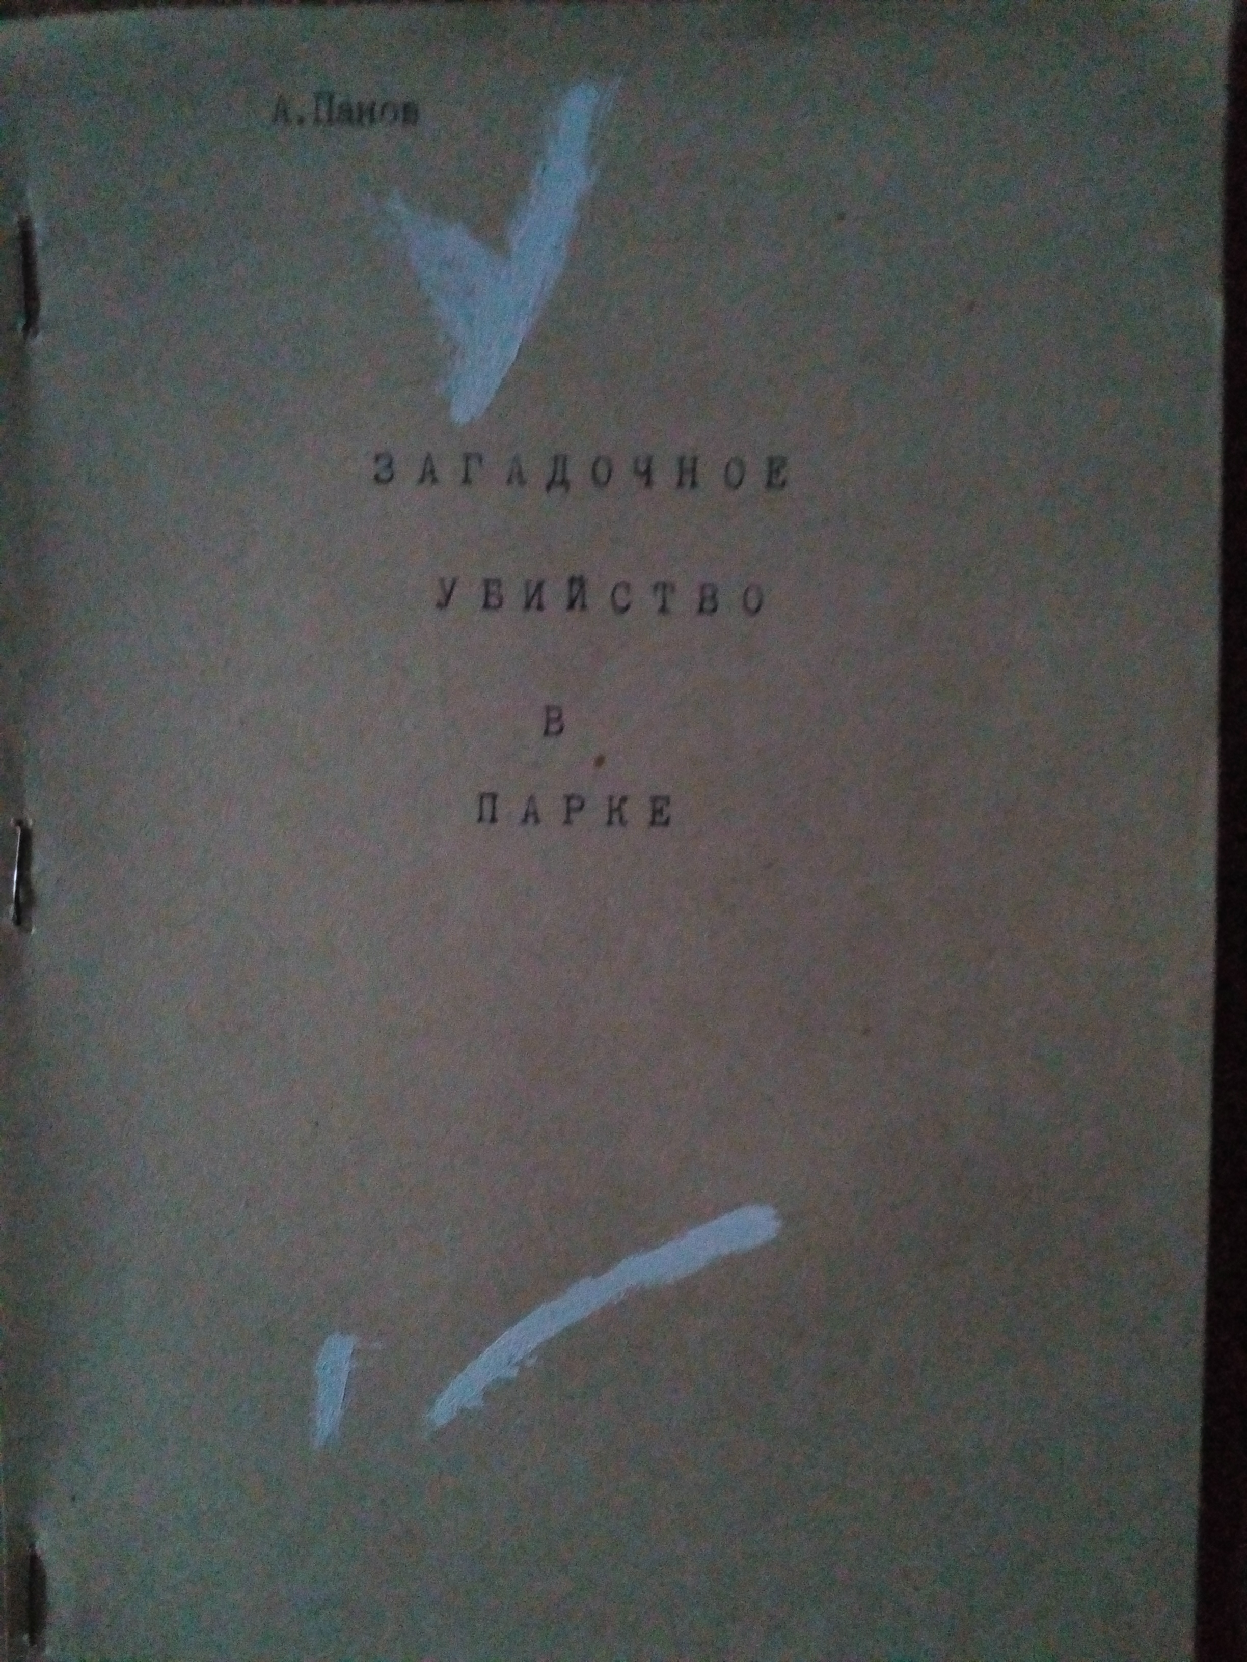 А.Панов
ЗАГАДОЧНОЕ
УБИЙСТВО
В
ПАРКЕ